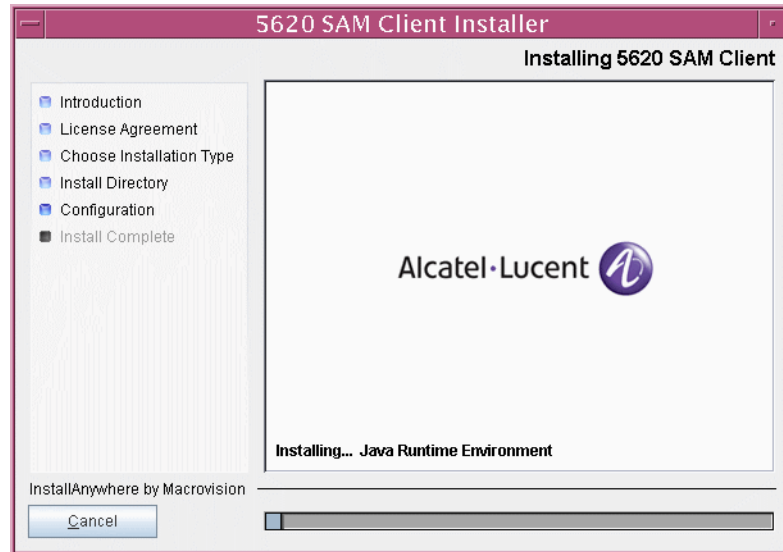 5620 SAM Client Installer
Installing 5620 SAM Client
Introduction
License Agreement
Choose Installation Type
Install Directory
Configuration
Install Complete
Alcatel·Lucent
Installing... Java Runtime Environment
InstallAnywhere by Macrovision
Cancel